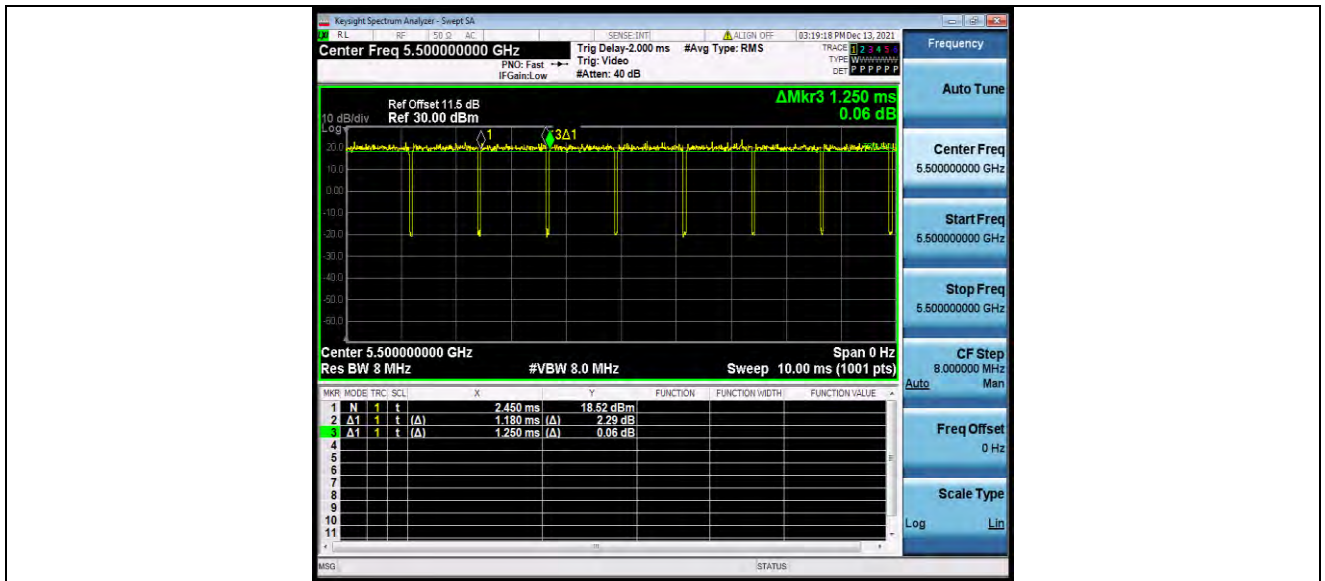 Keysight Spectrum Analyzer - Swept SA
RL RF 50 Ω AC SENSE:INT ALIGN OFF 03:19:18 PM Dec 13, 2021
Center Freq 5.500000000 GHz
Trig Delay-2.000 ms #Avg Type: RMS
TRACE 1 2 3 4 5 6
PNO: Fast Trig: Video
TYPE WWWWWW
IFGain:Low #Atten: 40 dB
DET P P P P P P
ΔMkr3 1.250 ms
0.06 dB
Ref Offset 11.5 dB
10 dB/div Ref 30.00 dBm
Log
1
3Δ1
20.0
10.0
0.00
-10.0
-20.0
-30.0
-40.0
-50.0
-60.0
Center 5.500000000 GHz Span 0 Hz
Res BW 8 MHz #VBW 8.0 MHz Sweep 10.00 ms (1001 pts)
MKR MODE TRC SCL X Y FUNCTION FUNCTION WIDTH FUNCTION VALUE
1 N 1 t 2.450 ms 18.52 dBm
2 Δ1 1 t (Δ) 1.180 ms (Δ) 2.29 dB
3 Δ1 1 t (Δ) 1.250 ms (Δ) 0.06 dB
4
5
6
7
8
9
10
11
MSG STATUS
Frequency
Auto Tune
Center Freq
5.500000000 GHz
Start Freq
5.500000000 GHz
Stop Freq
5.500000000 GHz
CF Step
8.000000 MHz
Auto Man
Freq Offset
0 Hz
Scale Type
Log Lin